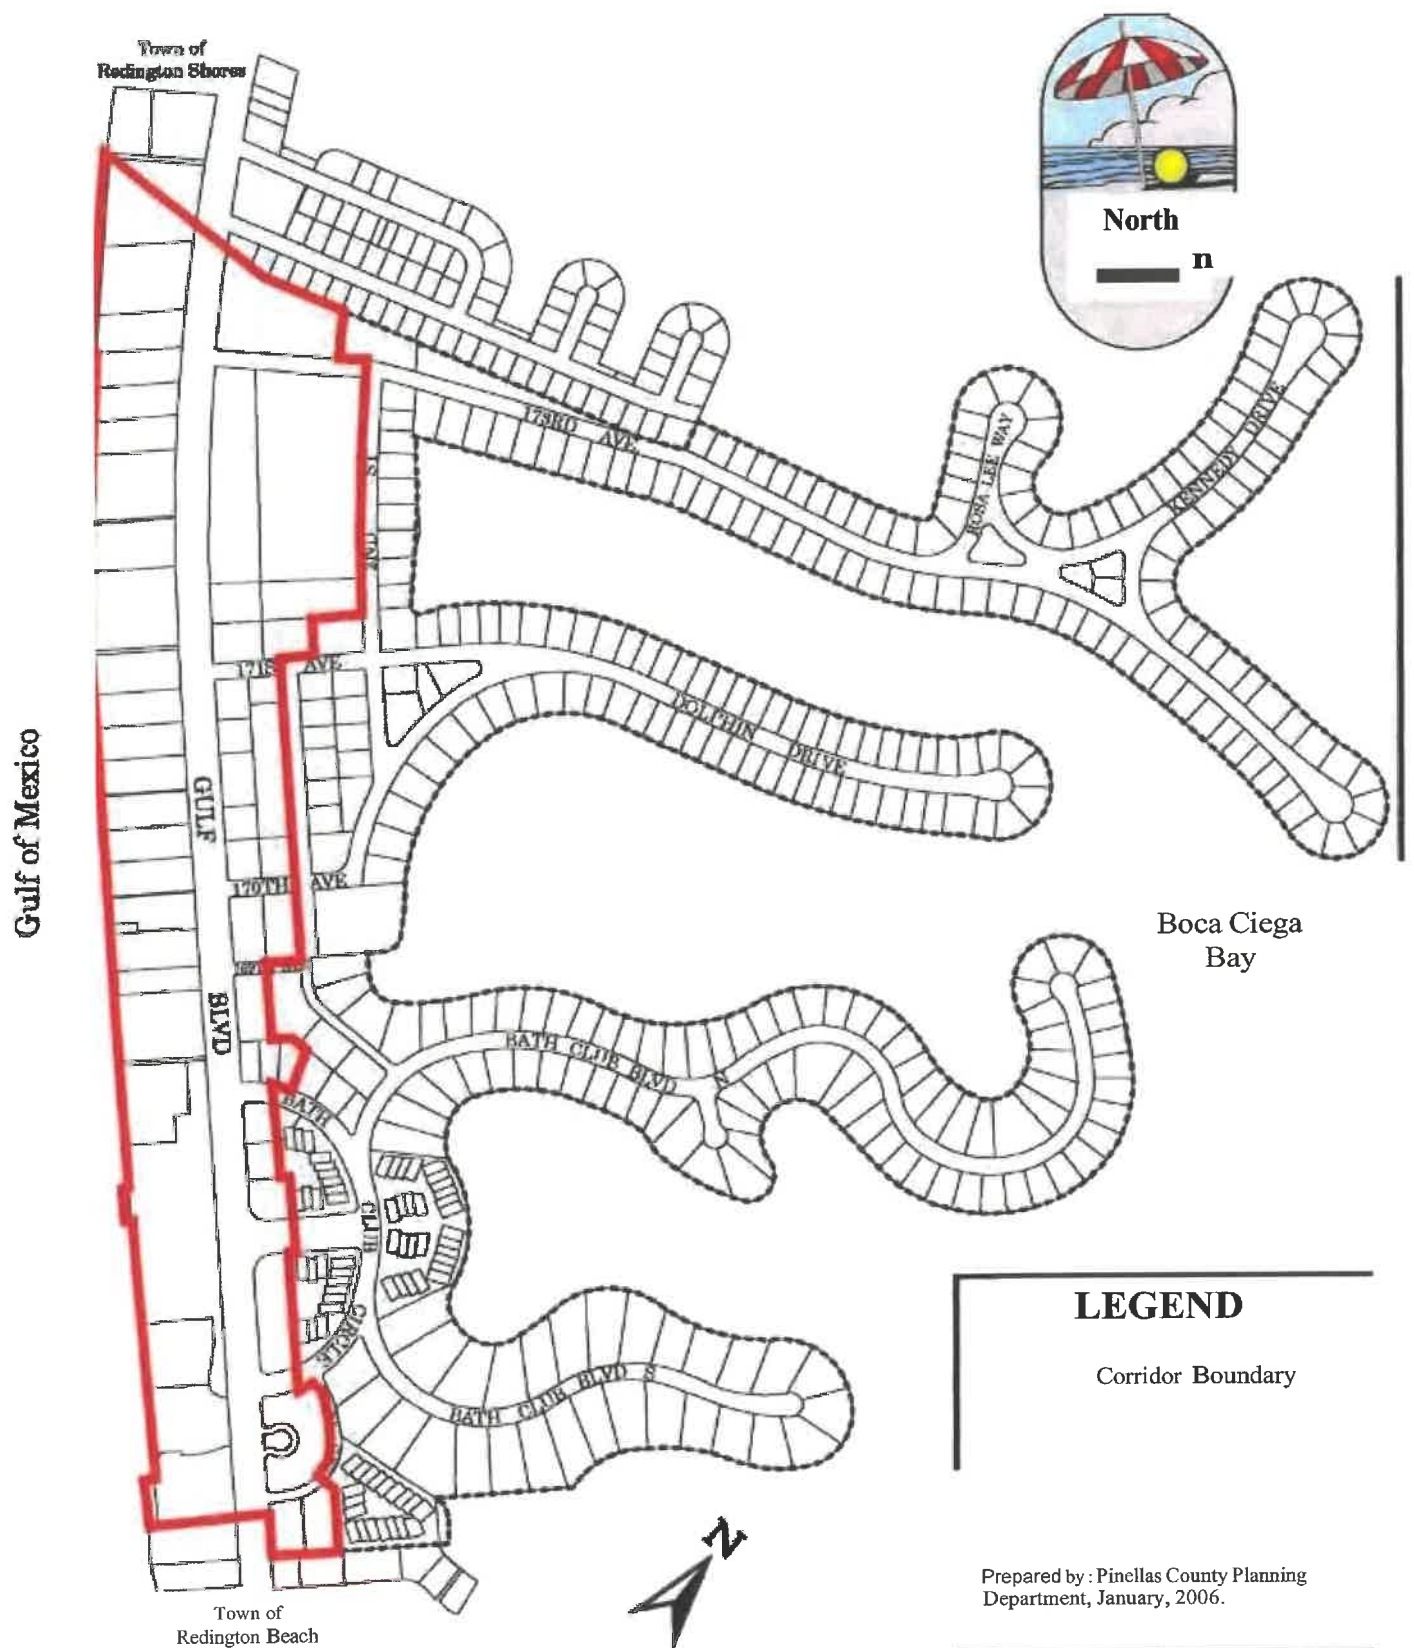 Town of
Redington Shores
North
n
173RD AVE
ROSA LEE WAY
KENNEDY DRIVE
171S AVE
DOLPHIN DRIVE
Gulf of Mexico
GULF
BLVD
170TH AVE
Boca Ciega
Bay
BATH CLUB BLVD N
BATH
CLUB
CIRCLE
BATH CLUB BLVD S
LEGEND
Corridor Boundary
N
Prepared by : Pinellas County Planning
Department, January, 2006.
Town of
Redington Beach